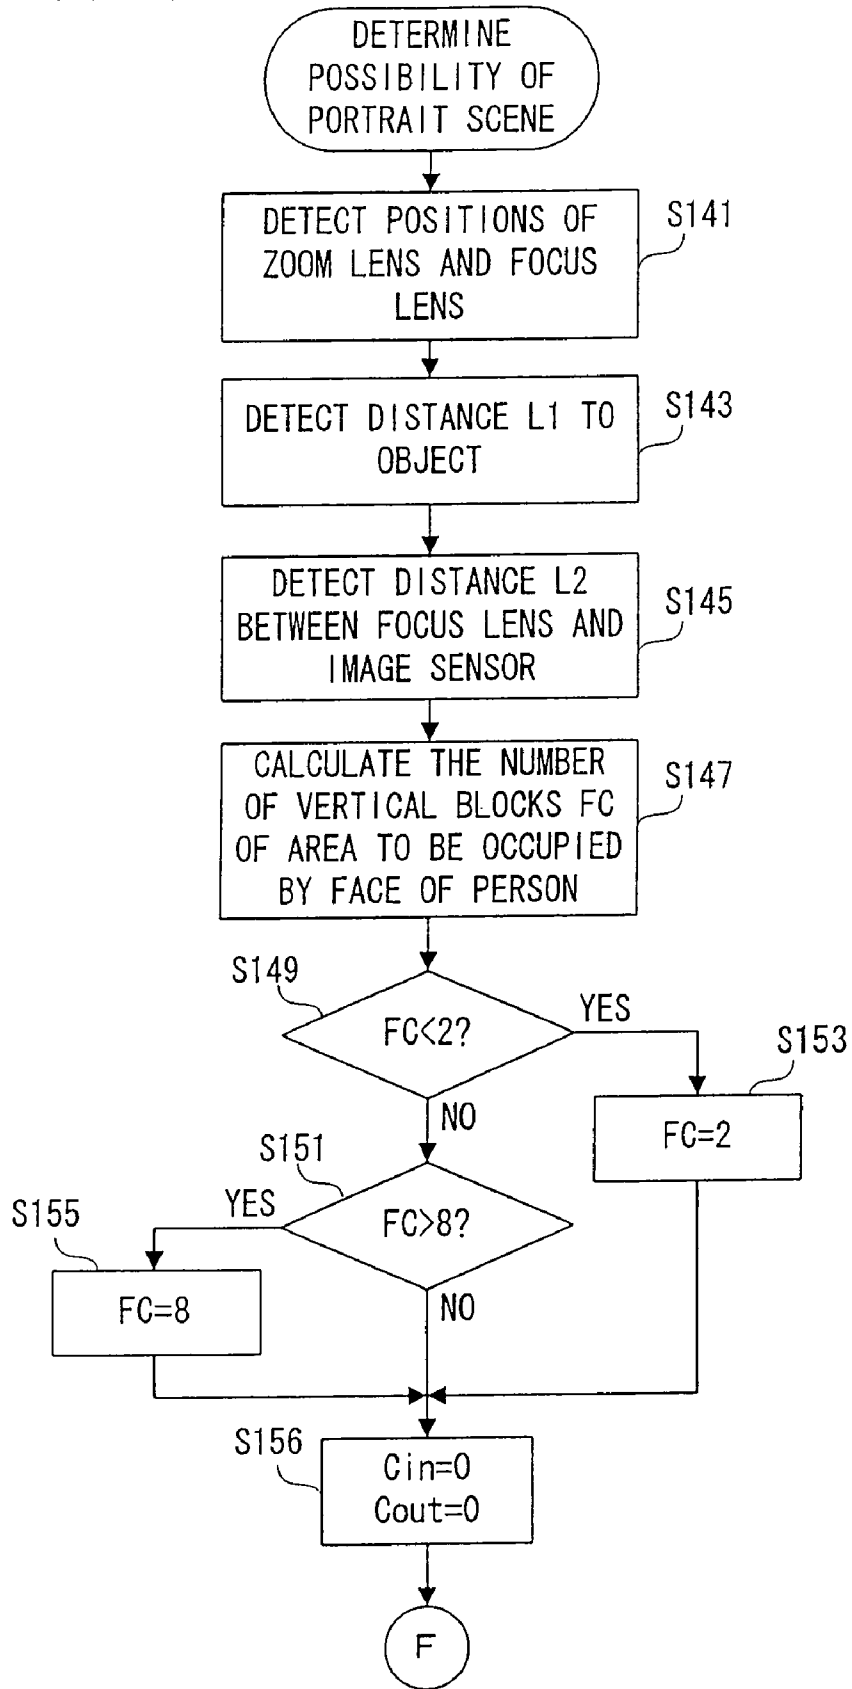 DETERMINE
POSSIBILITY OF
PORTRAIT SCENE
DETECT POSITIONS OF
ZOOM LENS AND FOCUS
LENS
S141
DETECT DISTANCE L1 TO
OBJECT
S143
DETECT DISTANCE L2
BETWEEN FOCUS LENS AND
IMAGE SENSOR
S145
CALCULATE THE NUMBER
OF VERTICAL BLOCKS FC
OF AREA TO BE OCCUPIED
BY FACE OF PERSON
S147
S149
FC<2?
YES
S153
FC=2
NO
S151
FC>8?
YES
S155
FC=8
NO
S156
Cin=0
Cout=0
F